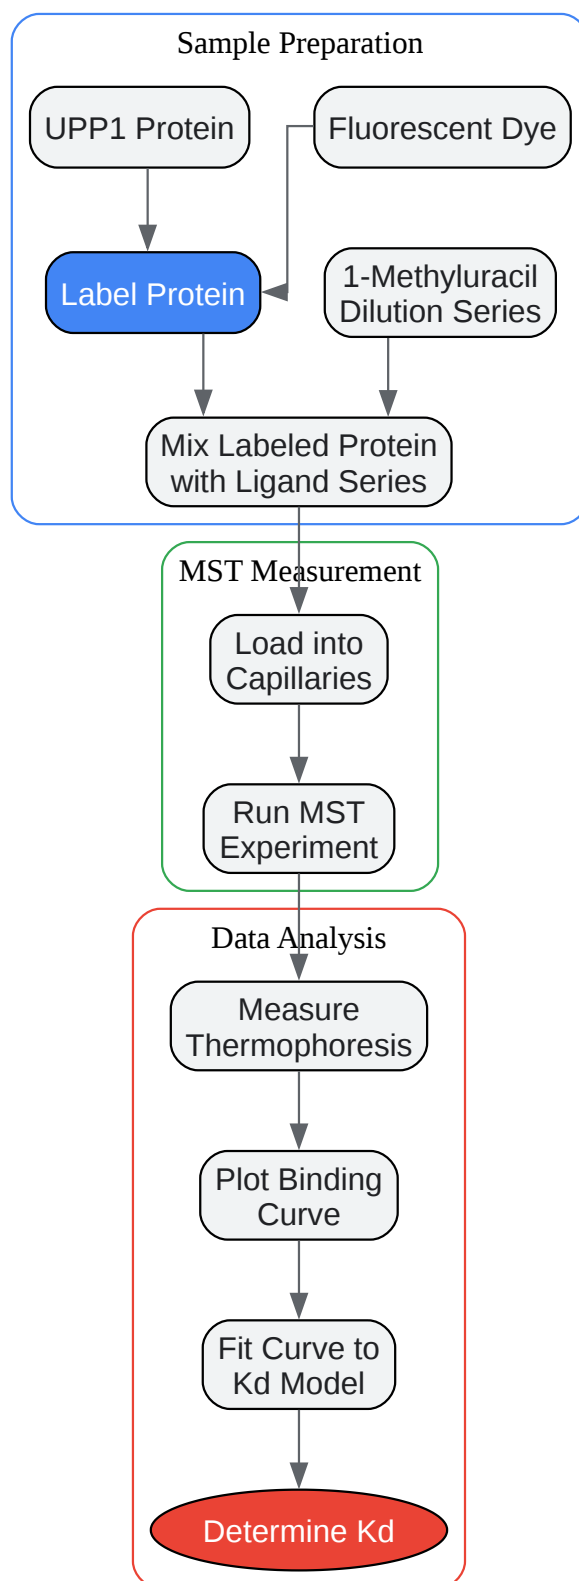 Sample Preparation
UPP1 Protein
Fluorescent Dye
Label Protein
1-Methyluracil
Dilution Series
Mix Labeled Protein
with Ligand Series
MST Measurement
Load into
Capillaries
Run MST
Experiment
Data Analysis
Measure
Thermophoresis
Plot Binding
Curve
Fit Curve to
Kd Model
Determine Kd